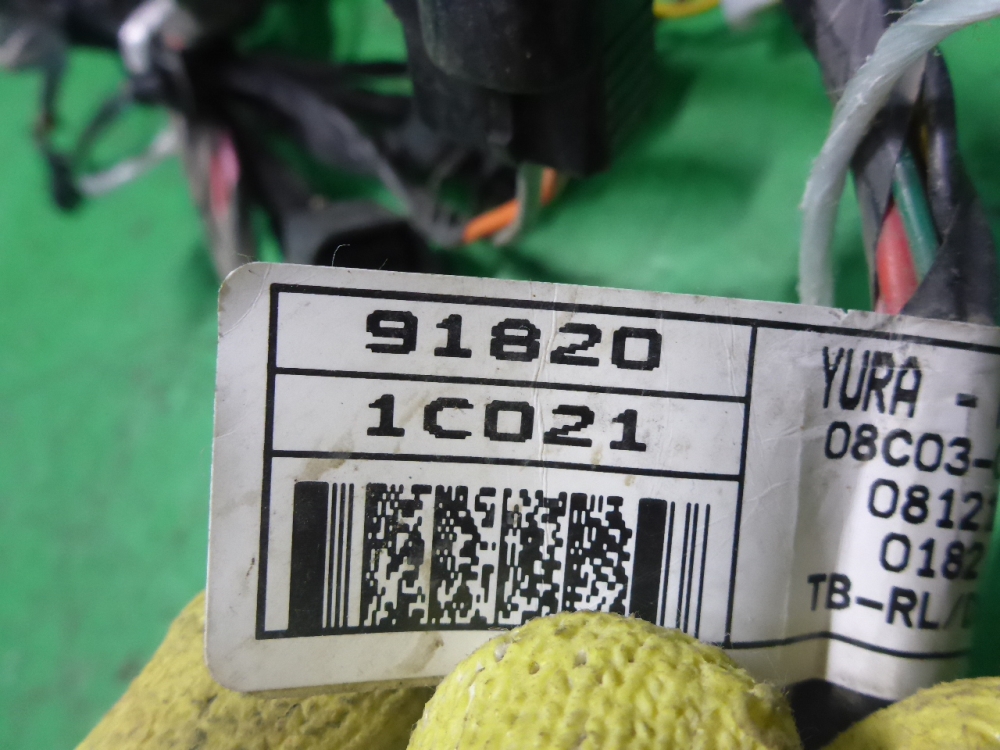 91820
1C021
YURA -
08C03-
0812
0182
TB-RL/